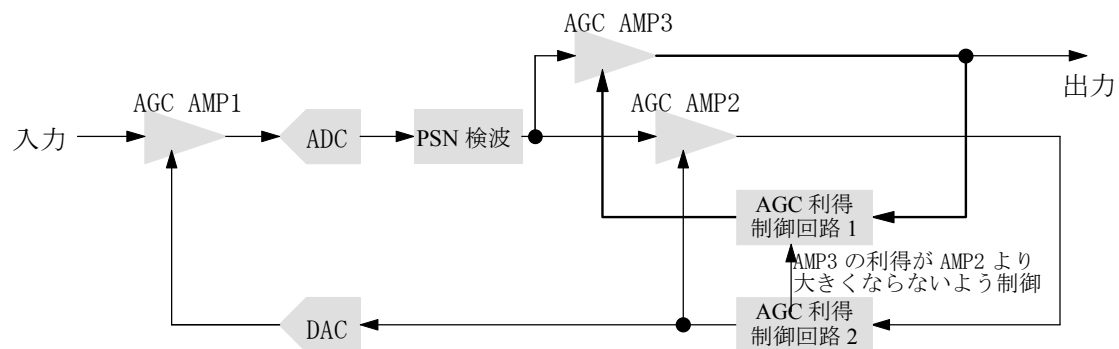 AGC AMP3
出力
AGC AMP1
AGC AMP2
入力
ADC
PSN 検波
AGC 利得
制御回路 1
AMP3 の利得が AMP2 より
大きくならないよう制御
DAC
AGC 利得
制御回路 2